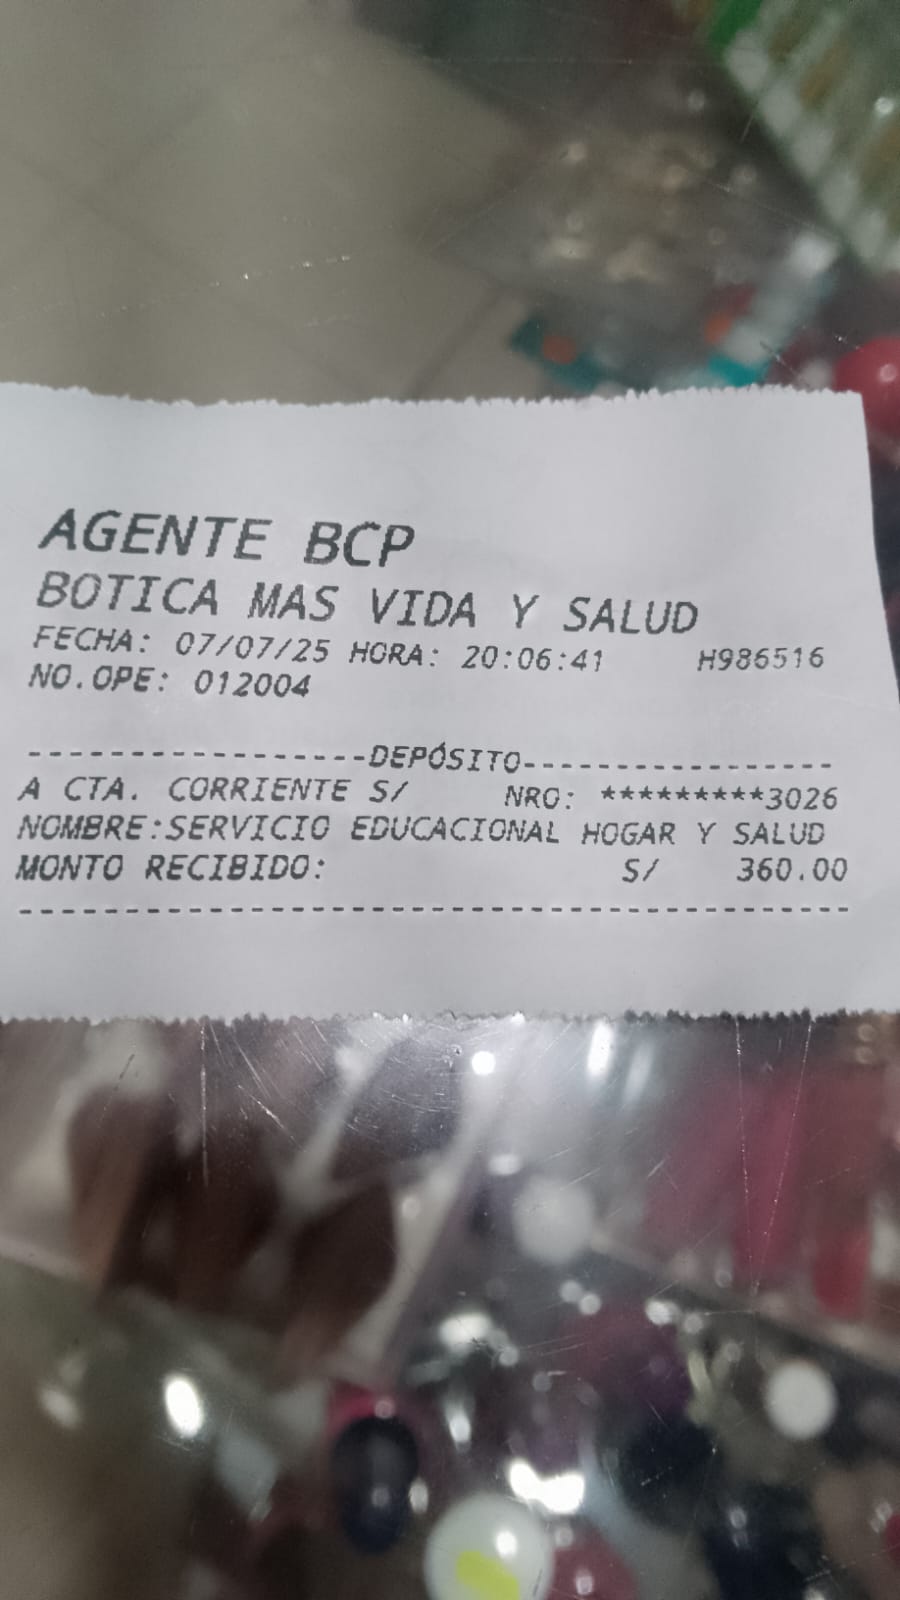 AGENTE BCP
BOTICA MAS VIDA Y SALUD
FECHA: 07/07/25 HORA: 20:06:41 H986516
NO.OPE: 012004
------------------DEPÓSITO-----------------
A CTA. CORRIENTE S/ NRO: *********3026
NOMBRE:SERVICIO EDUCACIONAL HOGAR Y SALUD
MONTO RECIBIDO: S/ 360.00